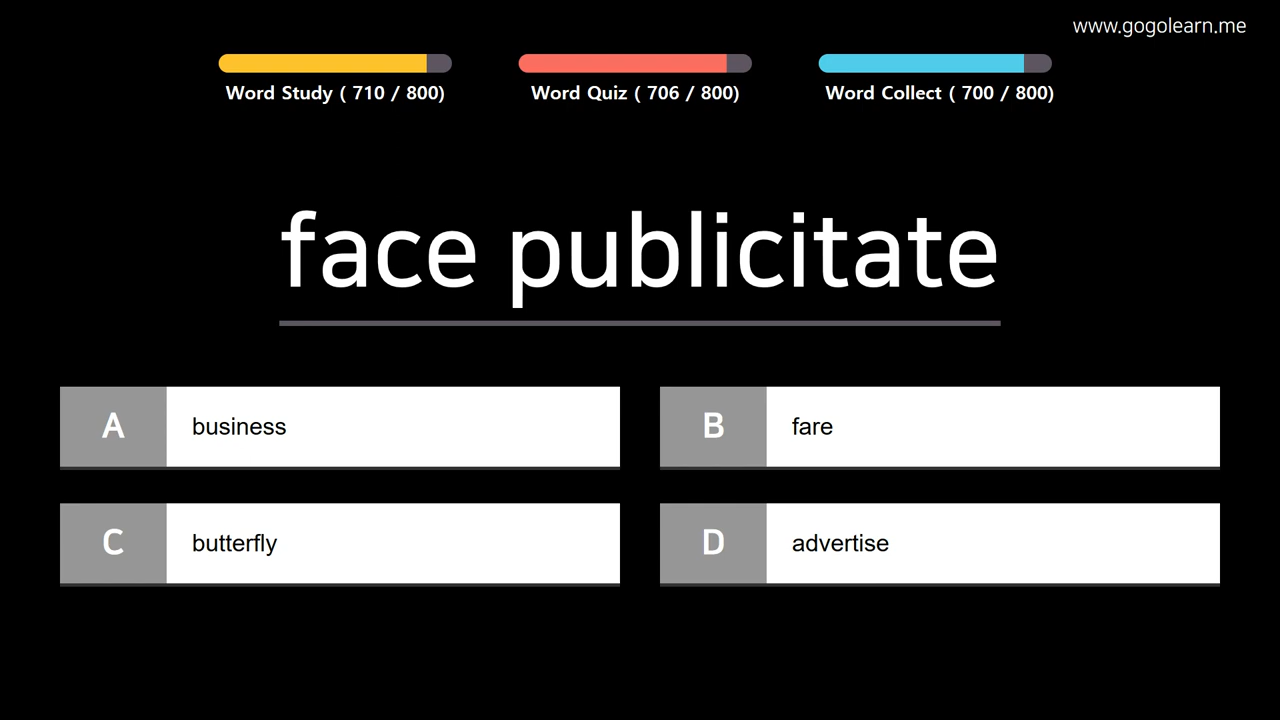 www.gogolearn.me
Word Study ( 710 / 800)
Word Quiz ( 706 / 800)
Word Collect ( 700 / 800)
face publicitate
A business
B fare
C butterfly
D advertise